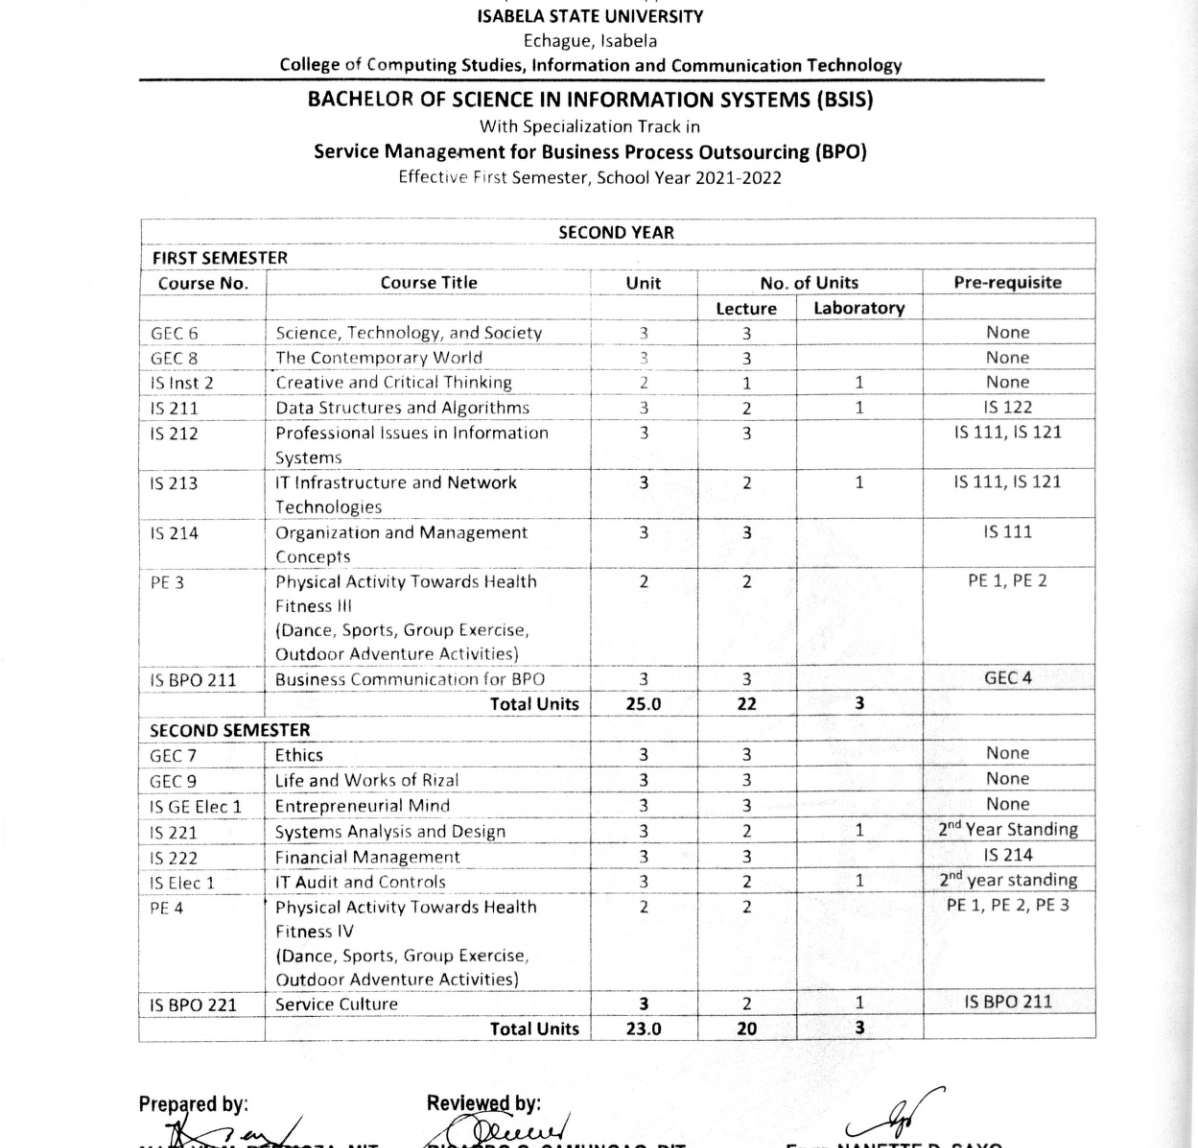 ISABELA STATE UNIVERSITY
Echague, Isabela
College of Computing Studies, Information and Communication Technology
BACHELOR OF SCIENCE IN INFORMATION SYSTEMS (BSIS)
With Specialization Track in
Service Management for Business Process Outsourcing (BPO)
Effective First Semester, School Year 2021-2022
SECOND YEAR
FIRST SEMESTER
Course No. Course Title Unit No. of Units Pre-requisite
Lecture Laboratory
GEC 6 Science, Technology, and Society 3 3 None
GEC 8 The Contemporary World 3 3 None
IS Inst 2 Creative and Critical Thinking 2 1 1 None
IS 211 Data Structures and Algorithms 3 2 1 IS 122
IS 212 Professional Issues in Information 3 3 IS 111, IS 121
Systems
IS 213 IT Infrastructure and Network 3 2 1 IS 111, IS 121
Technologies
IS 214 Organization and Management 3 3 IS 111
Concepts
PE 3 Physical Activity Towards Health 2 2 PE 1, PE 2
Fitness III
(Dance, Sports, Group Exercise,
Outdoor Adventure Activities)
IS BPO 211 Business Communication for BPO 3 3 GEC 4
Total Units 25.0 22 3
SECOND SEMESTER
GEC 7 Ethics 3 3 None
GEC 9 Life and Works of Rizal 3 3 None
IS GE Elec 1 Entrepreneurial Mind 3 3 None
IS 221 Systems Analysis and Design 3 2 1 2nd Year Standing
IS 222 Financial Management 3 3 IS 214
IS Elec 1 IT Audit and Controls 3 2 1 2nd year standing
PE 4 Physical Activity Towards Health 2 2 PE 1, PE 2, PE 3
Fitness IV
(Dance, Sports, Group Exercise,
Outdoor Adventure Activities)
IS BPO 221 Service Culture 3 2 1 IS BPO 211
Total Units 23.0 20 3
Prepared by: Reviewed by: